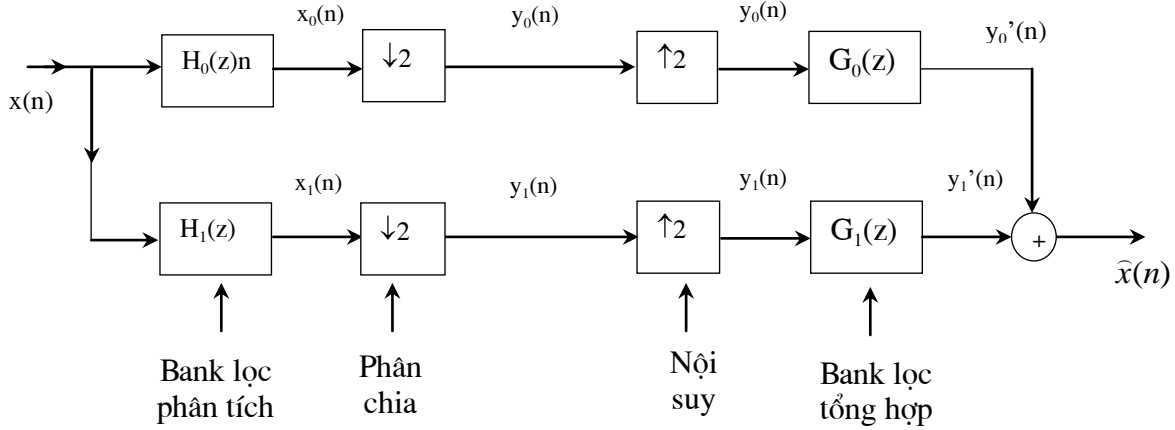 x₀(n)
y₀(n)
y₀(n)
y₀’(n)
H₀(z)n
↓2
↑2
G₀(z)
x(n)
x₁(n)
y₁(n)
y₁(n)
y₁’(n)
H₁(z)
↓2
↑2
G₁(z)
+
x̂(n)
Bank lọc
phân tích
Phân
chia
Nội
suy
Bank lọc
tổng hợp